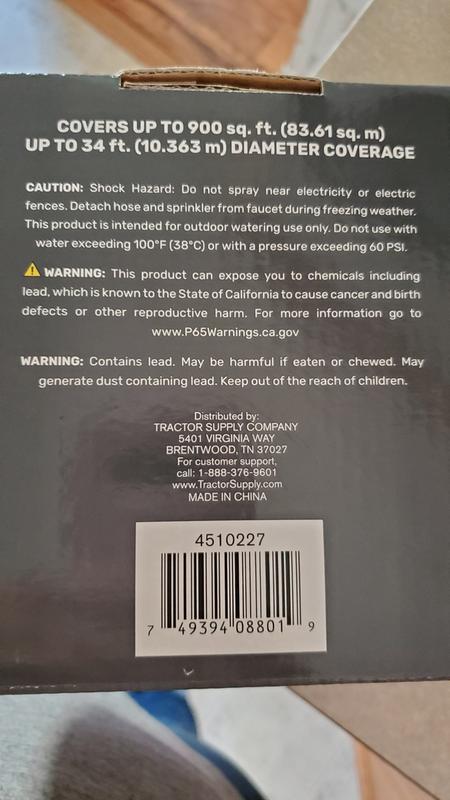 COVERS UP TO 900 sq. ft. (83.61 sq. m)
UP TO 34 ft. (10.363 m) DIAMETER COVERAGE
CAUTION: Shock Hazard: Do not spray near electricity or electric
fences. Detach hose and sprinkler from faucet during freezing weather.
This product is intended for outdoor watering use only. Do not use with
water exceeding 100°F (38°C) or with a pressure exceeding 60 PSI.
WARNING: This product can expose you to chemicals including
lead, which is known to the State of California to cause cancer and birth
defects or other reproductive harm. For more information go to
www.P65Warnings.ca.gov
WARNING: Contains lead. May be harmful if eaten or chewed. May
generate dust containing lead. Keep out of the reach of children.
Distributed by:
TRACTOR SUPPLY COMPANY
5401 VIRGINIA WAY
BRENTWOOD, TN 37027
For customer support,
call: 1-888-376-9601
www.TractorSupply.com
MADE IN CHINA
4510227
7 49394 08801 9